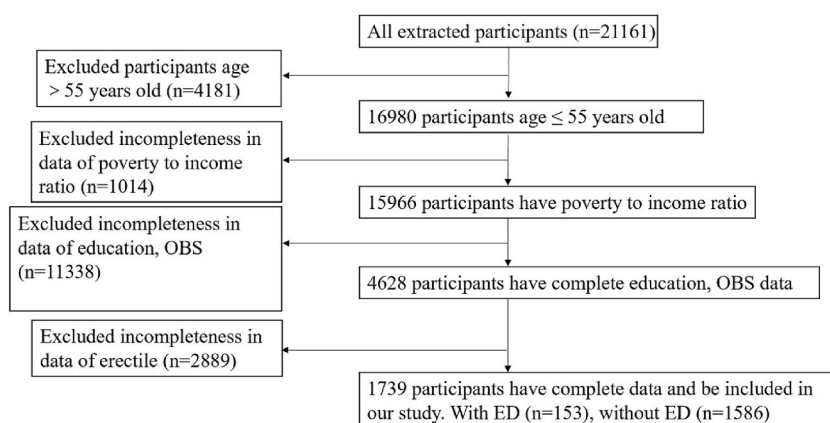 All extracted participants (n=21161)
Excluded participants age
> 55 years old (n=4181)
16980 participants age ≤ 55 years old
Excluded incompleteness in
data of poverty to income
ratio (n=1014)
15966 participants have poverty to income ratio
Excluded incompleteness in
data of education, OBS
(n=11338)
4628 participants have complete education, OBS data
Excluded incompleteness in
data of erectile (n=2889)
1739 participants have complete data and be included in
our study. With ED (n=153), without ED (n=1586)